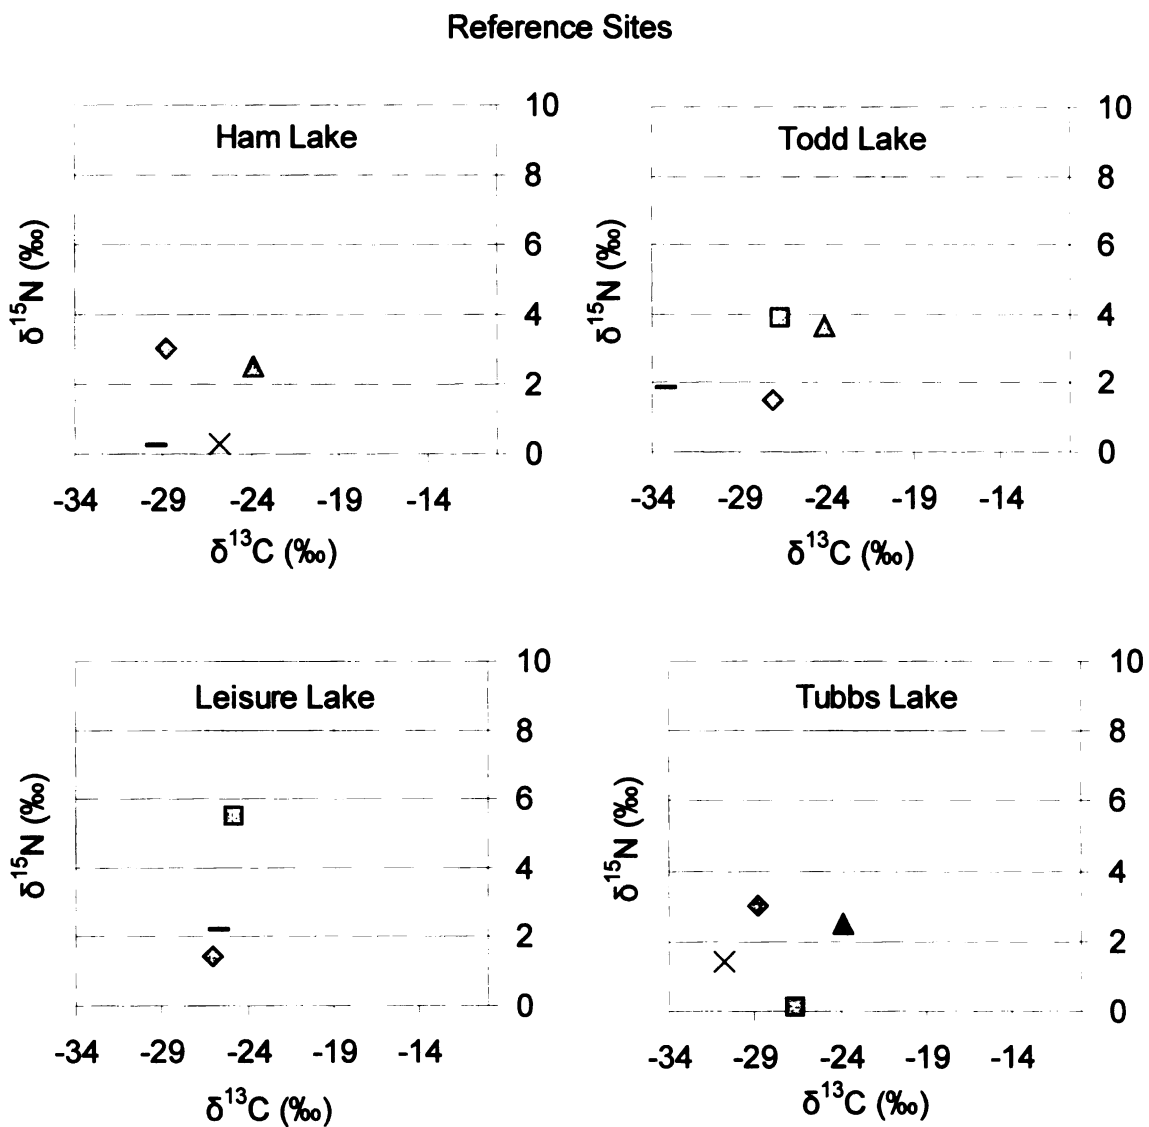 Reference Sites
Ham Lake
10
8
6
4
2
0
δ15N (‰)
-34 -29 -24 -19 -14
δ13C (‰)
Todd Lake
10
8
6
4
2
0
δ15N (‰)
-34 -29 -24 -19 -14
δ13C (‰)
Leisure Lake
10
8
6
4
2
0
δ15N (‰)
-34 -29 -24 -19 -14
δ13C (‰)
Tubbs Lake
10
8
6
4
2
0
δ15N (‰)
-34 -29 -24 -19 -14
δ13C (‰)